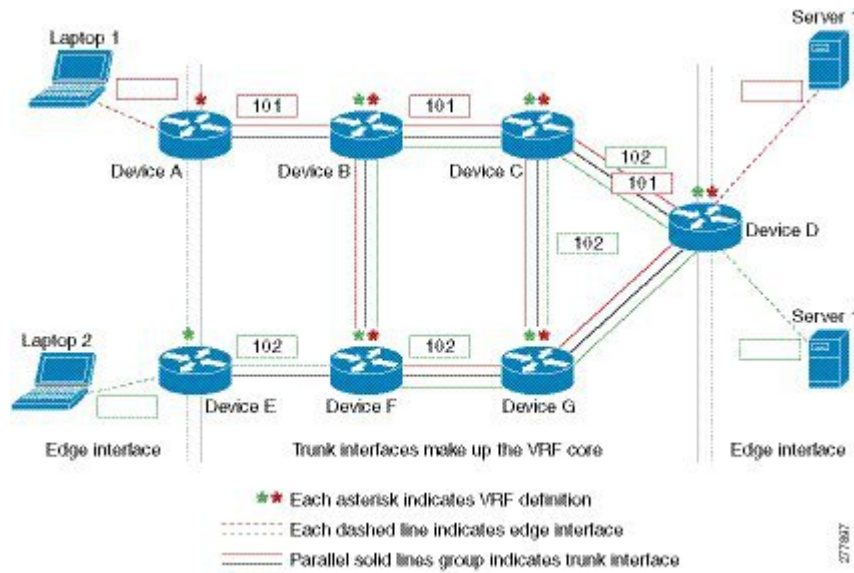 Laptop 1
Server 1
101
101
Device A
Device B
Device C
102
101
102
Device D
Laptop 2
Server 1
102
102
Device E
Device F
Device G
Edge interface
Trunk interfaces make up the VRF core
Edge interface
Each asterisk indicates VRF definition
Each dashed line indicates edge interface
Parallel solid lines group indicates trunk interface
277897